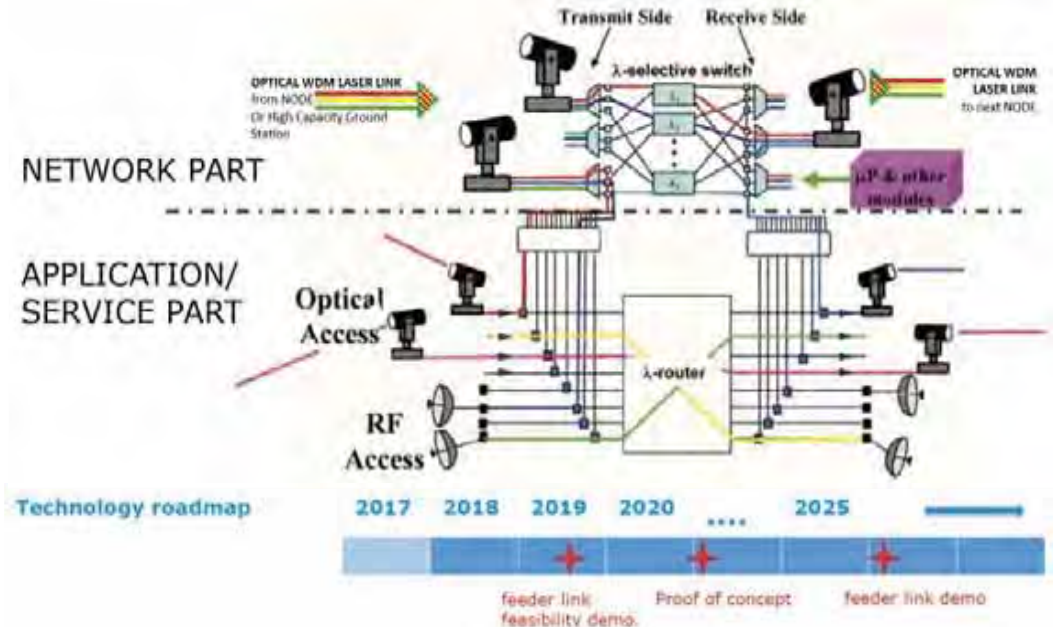 Transmit Side
Receive Side
λ-selective switch
OPTICAL WDM LASER LINK
from NODE
Or High Capacity Ground
Station
OPTICAL WDM
LASER LINK
to next NODE
NETWORK PART
μP & other
modules
APPLICATION/
SERVICE PART
Optical
Access
λ-router
RF
Access
Technology roadmap
2017 2018 2019 2020 .... 2025
feeder link
feasibility demo.
Proof of concept
feeder link demo